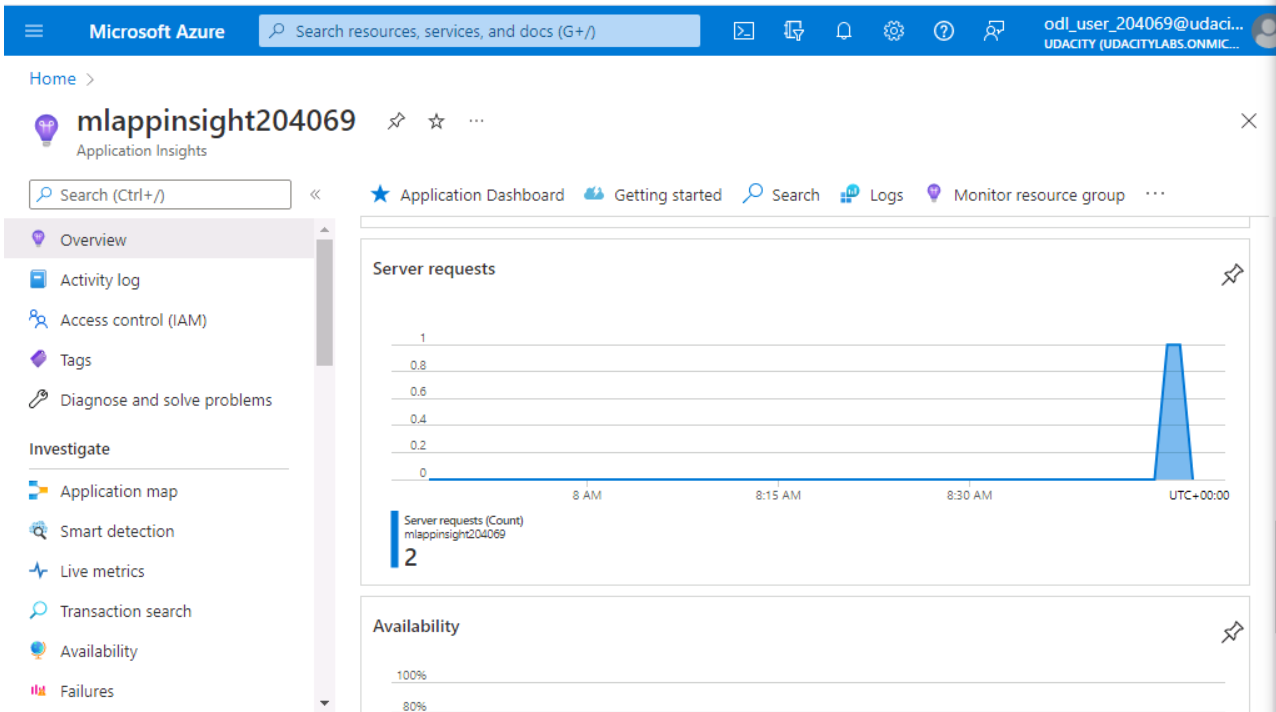 Microsoft Azure
Search resources, services, and docs (G+/)
odl_user_204069@udaci...
UDACITY (UDACITYLABS.ONMIC...
Home >
mlappinsight204069
Application Insights
Search (Ctrl+/)
Application Dashboard Getting started Search Logs Monitor resource group ...
Overview
Activity log
Access control (IAM)
Tags
Diagnose and solve problems
Investigate
Application map
Smart detection
Live metrics
Transaction search
Availability
Failures
Server requests
1
0.8
0.6
0.4
0.2
0
8 AM 8:15 AM 8:30 AM UTC+00:00
Server requests (Count)
mlappinsight204069
2
Availability
100%
80%